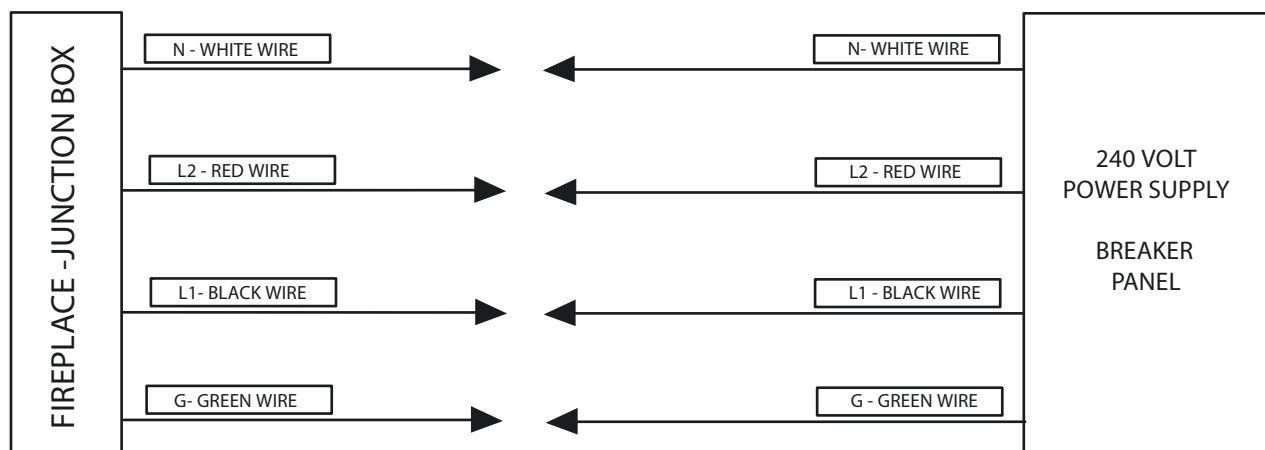 FIREPLACE -JUNCTION BOX
N - WHITE WIRE
N- WHITE WIRE
L2 - RED WIRE
L2 - RED WIRE
L1- BLACK WIRE
L1 - BLACK WIRE
G- GREEN WIRE
G - GREEN WIRE
240 VOLT
POWER SUPPLY
BREAKER
PANEL